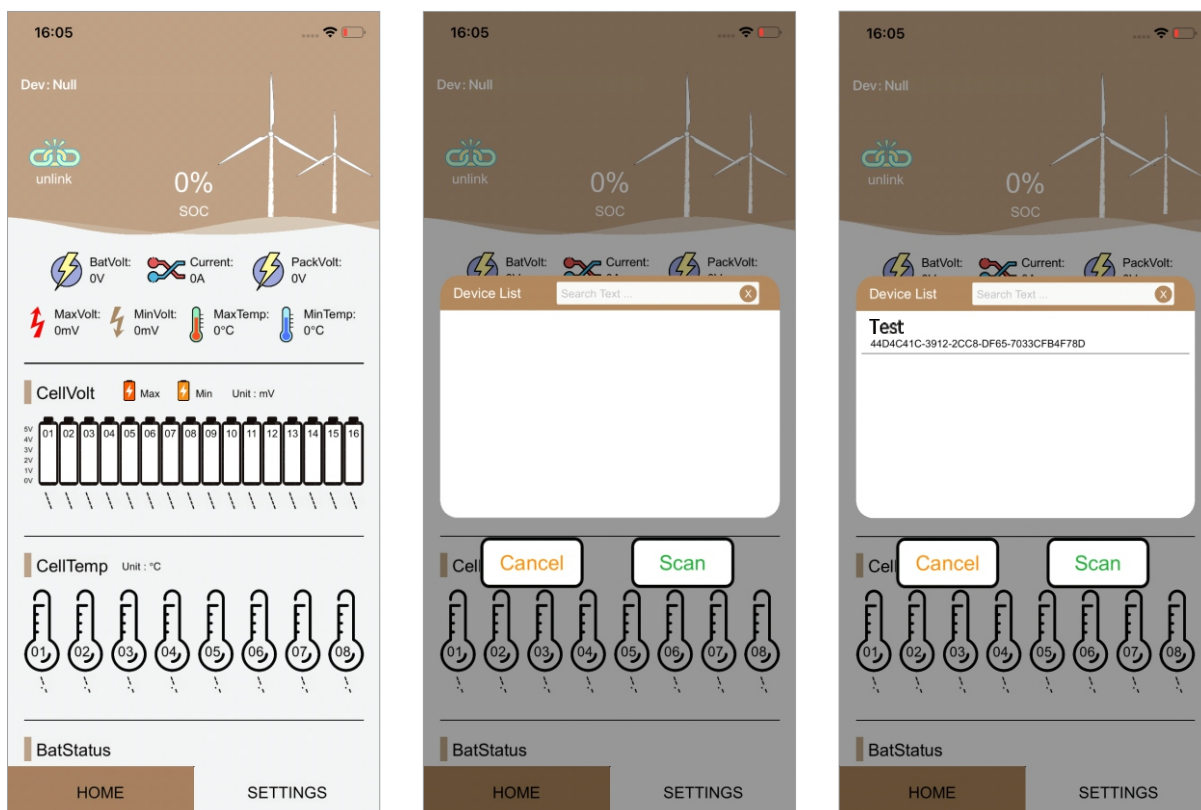 16:05
Dev: Null
unlink
0%
SOC
BatVolt: Current: PackVolt:
0V 0A 0V
MaxVolt: MinVolt: MaxTemp: MinTemp:
0mV 0mV 0°C 0°C
CellVolt Max Min Unit : mV
5V
4V
3V
2V
1V
0V
01 02 03 04 05 06 07 08 09 10 11 12 13 14 15 16
CellTemp Unit : °C
01 02 03 04 05 06 07 08
BatStatus
HOME SETTINGS
16:05
Dev: Null
unlink
0%
SOC
BatVolt: Current: PackVolt:
Device List Search Text ... X
Cancel Scan
Cell
01 02 03 04 05 06 07 08
BatStatus
HOME SETTINGS
16:05
Dev: Null
unlink
0%
SOC
BatVolt: Current: PackVolt:
Device List Search Text ... X
Test
44D4C41C-3912-2CC8-DF65-7033CFB4F78D
Cancel Scan
Cell
01 02 03 04 05 06 07 08
BatStatus
HOME SETTINGS